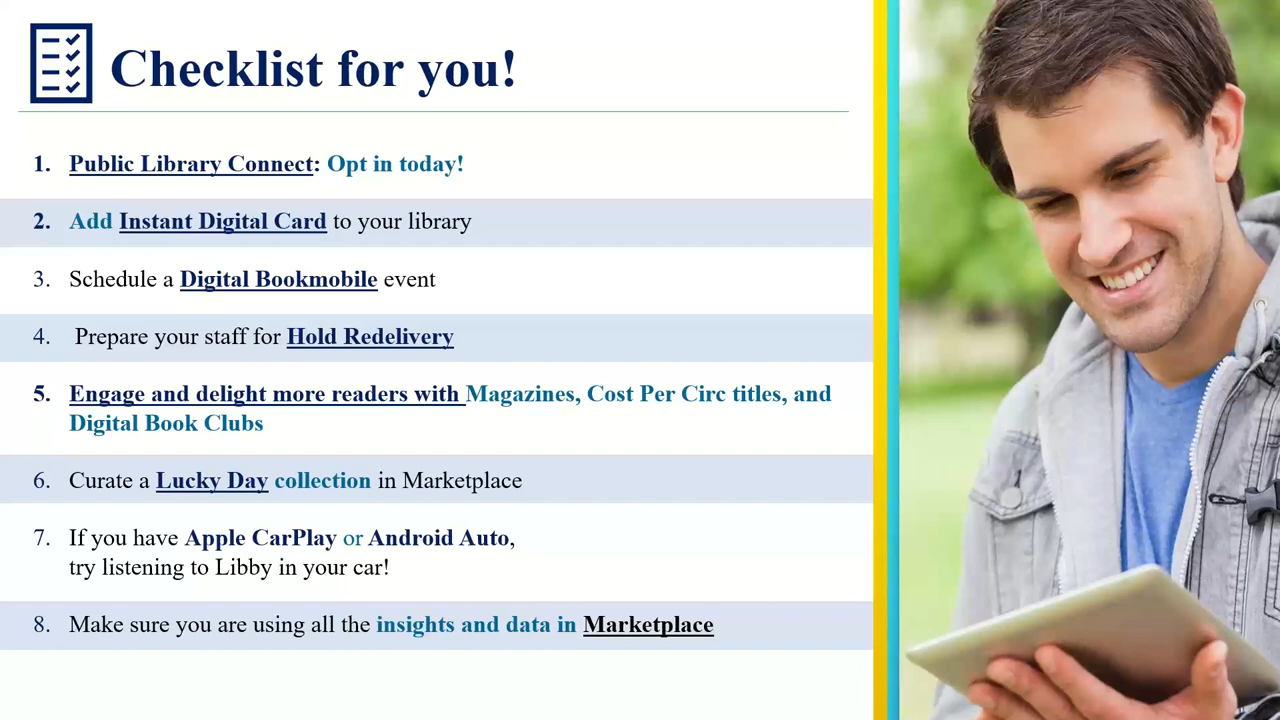 Checklist for you!
1. Public Library Connect: Opt in today!
2. Add Instant Digital Card to your library
3. Schedule a Digital Bookmobile event
4. Prepare your staff for Hold Redelivery
5. Engage and delight more readers with Magazines, Cost Per Circ titles, and
Digital Book Clubs
6. Curate a Lucky Day collection in Marketplace
7. If you have Apple CarPlay or Android Auto,
try listening to Libby in your car!
8. Make sure you are using all the insights and data in Marketplace